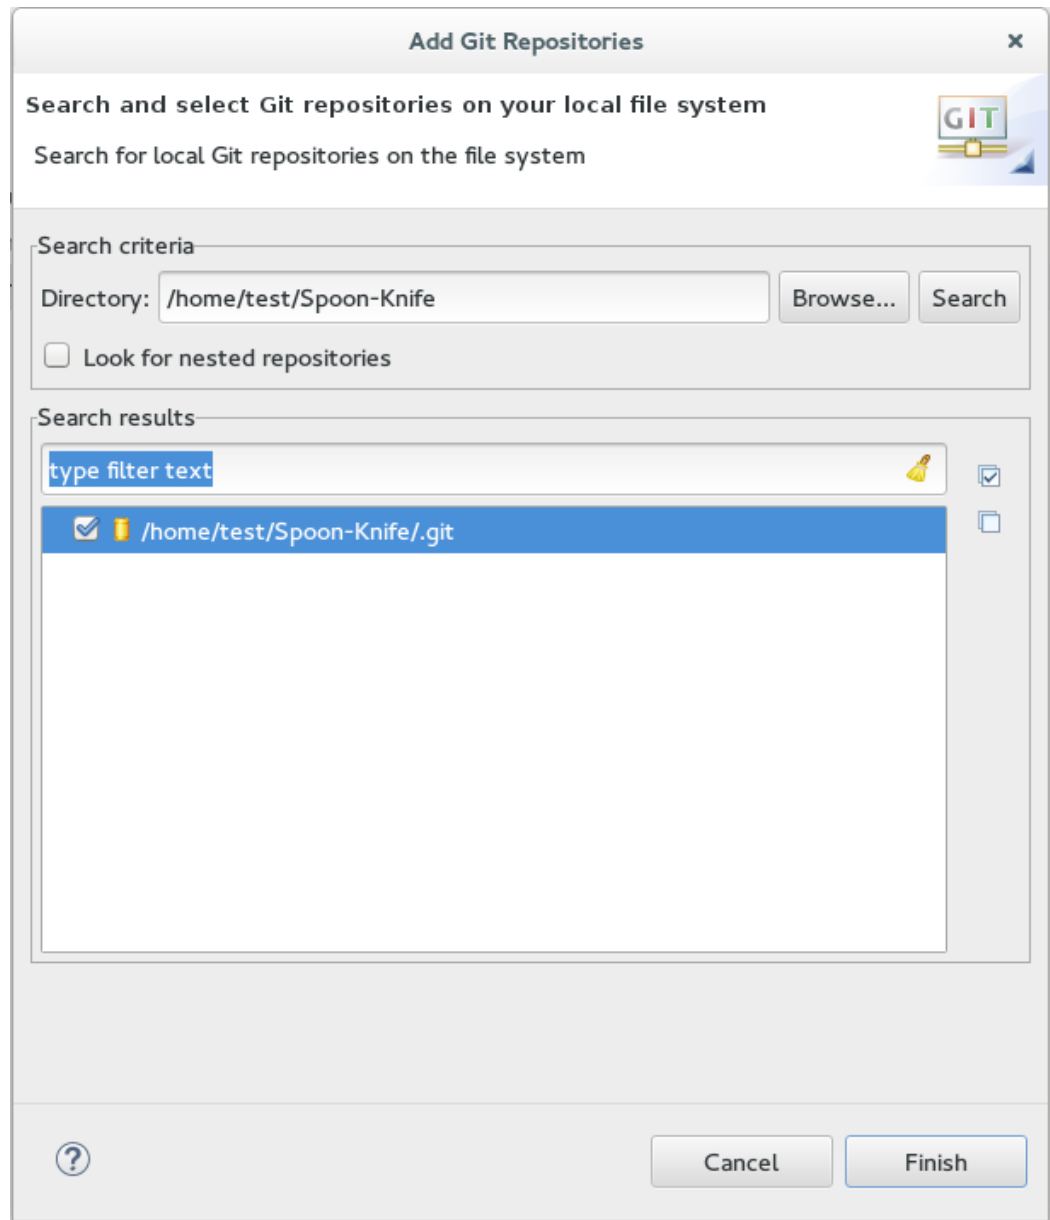 Add Git Repositories
Search and select Git repositories on your local file system
Search for local Git repositories on the file system
GIT
Search criteria
Directory: /home/test/Spoon-Knife Browse... Search
Look for nested repositories
Search results
type filter text
/home/test/Spoon-Knife/.git
? Cancel Finish